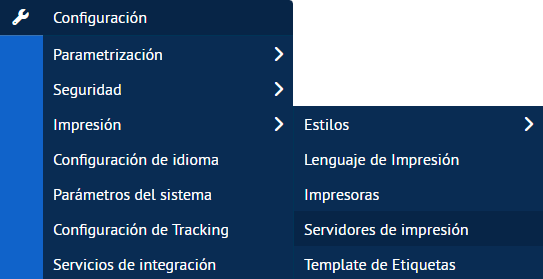 Configuración
Parametrización
Seguridad
Impresión
Configuración de idioma
Parámetros del sistema
Configuración de Tracking
Servicios de integración
Estilos
Lenguaje de Impresión
Impresoras
Servidores de impresión
Template de Etiquetas